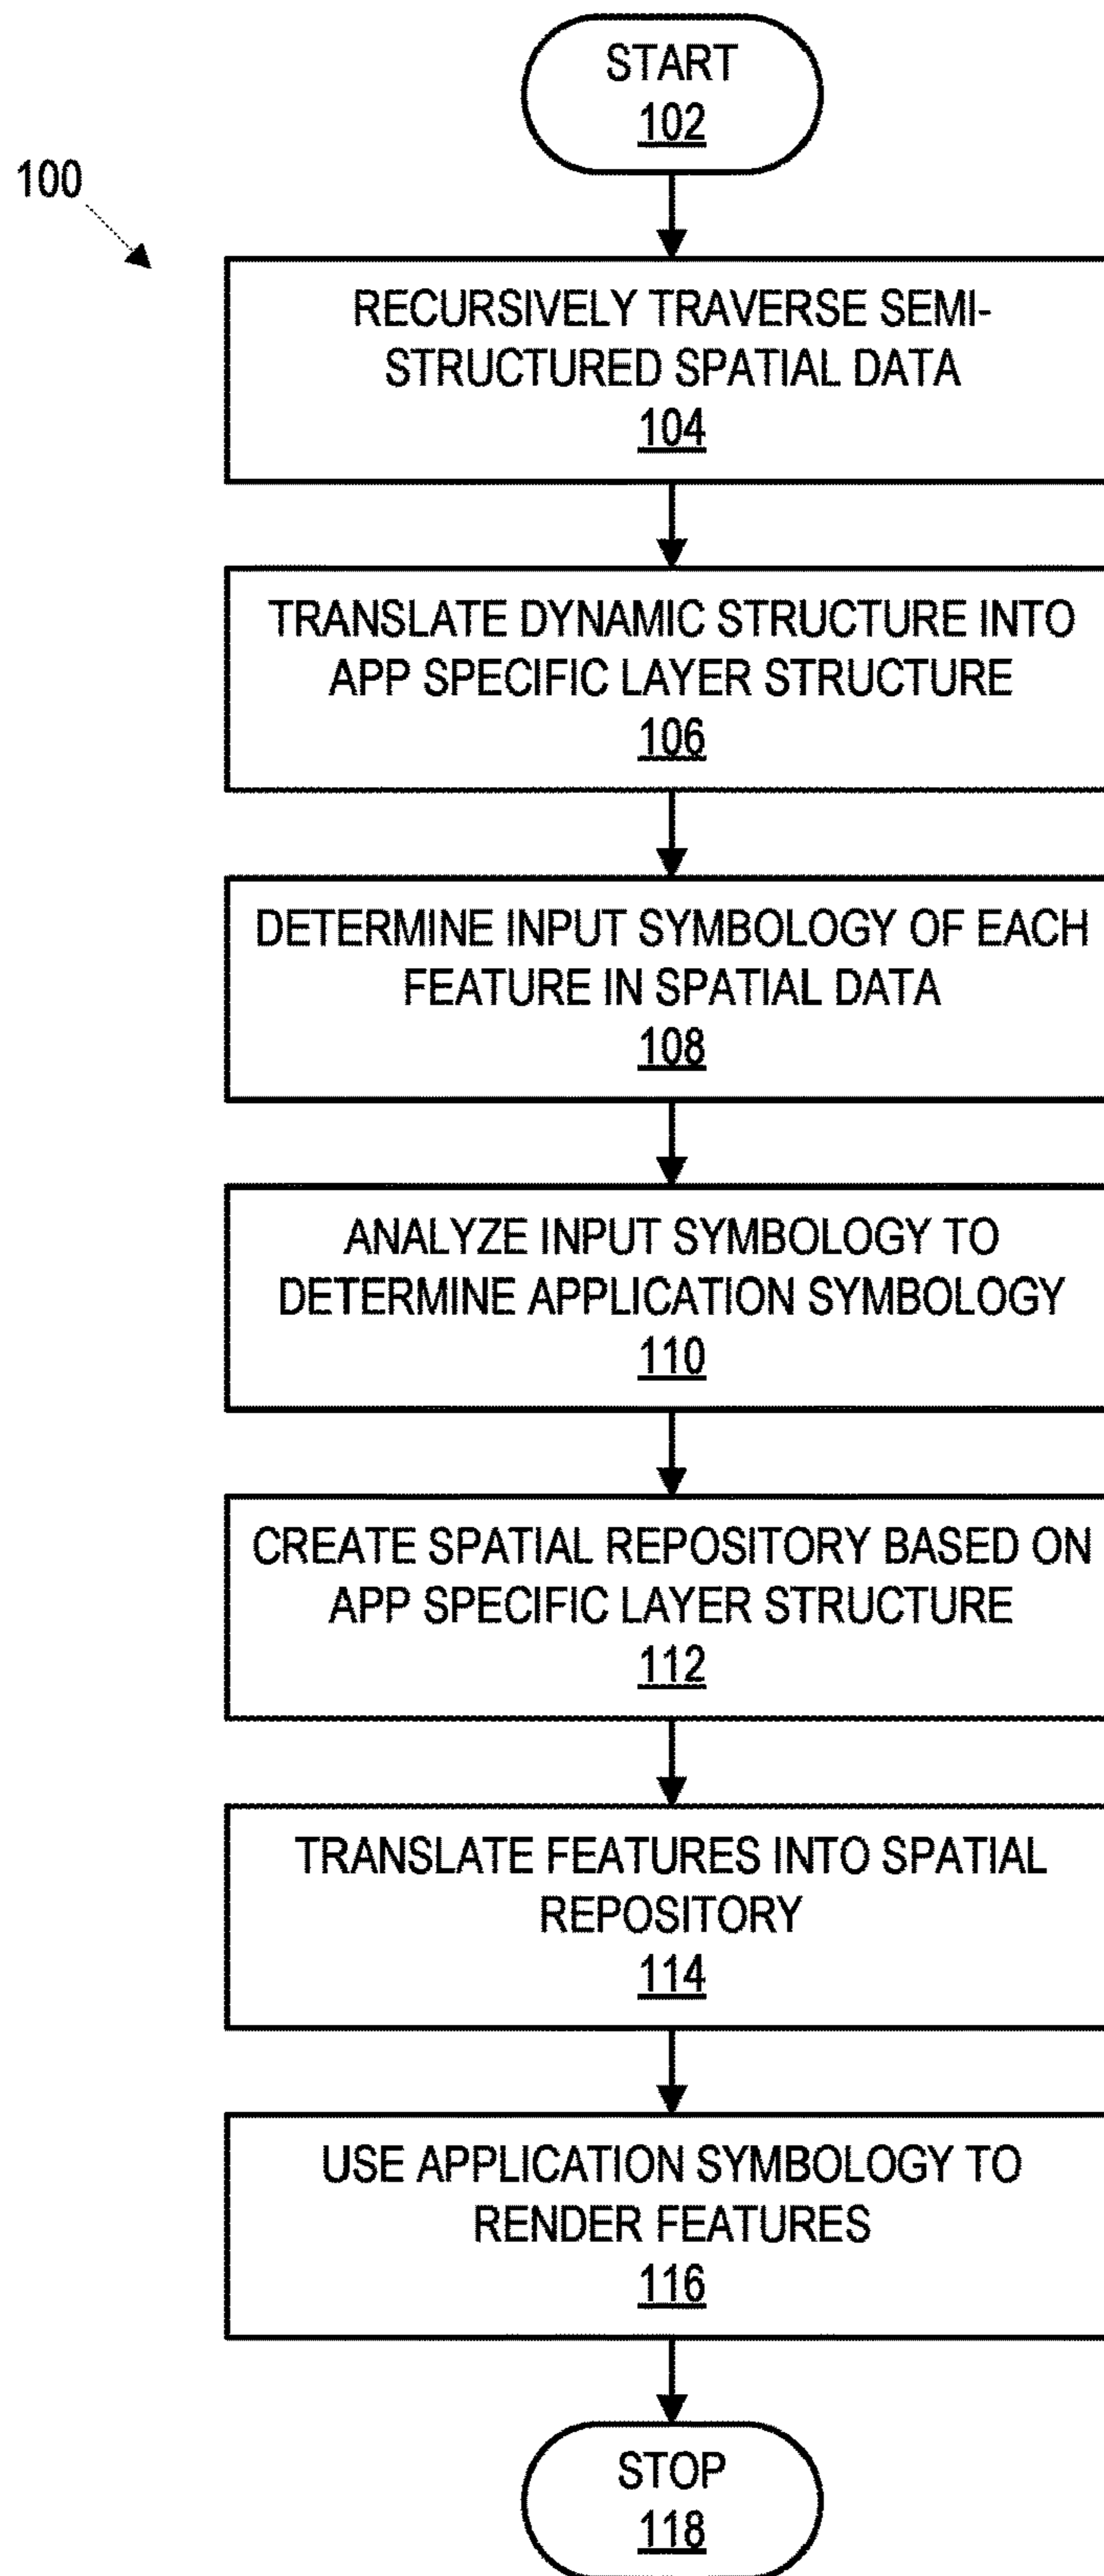 START
102
100
RECURSIVELY TRAVERSE SEMI-
STRUCTURED SPATIAL DATA
104
TRANSLATE DYNAMIC STRUCTURE INTO
APP SPECIFIC LAYER STRUCTURE
106
DETERMINE INPUT SYMBOLOGY OF EACH
FEATURE IN SPATIAL DATA
108
ANALYZE INPUT SYMBOLOGY TO
DETERMINE APPLICATION SYMBOLOGY
110
CREATE SPATIAL REPOSITORY BASED ON
APP SPECIFIC LAYER STRUCTURE
112
TRANSLATE FEATURES INTO SPATIAL
REPOSITORY
114
USE APPLICATION SYMBOLOGY TO
RENDER FEATURES
116
STOP
118